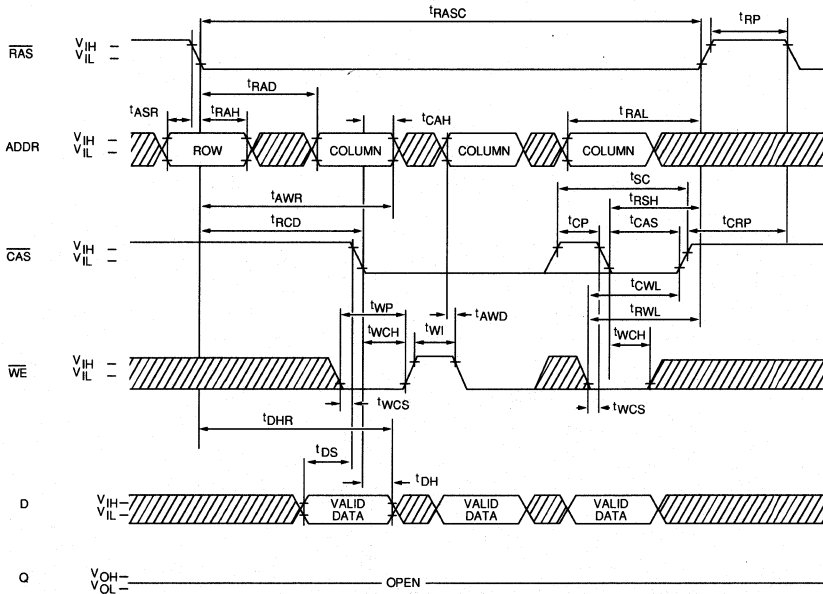 tRASC
tRP
RAS
VIH
VIL
tRAD
tASR
tRAH
tCAH
tRAL
ADDR
VIH
VIL
ROW
COLUMN
COLUMN
COLUMN
tSC
tAWR
tRSH
tRCD
tCP
tCAS
tCRP
CAS
VIH
VIL
tCWL
tWP
tRWL
tWCH
tWI
tAWD
tWCH
WE
VIH
VIL
tWCS
tWCS
tDHR
tDS
tDH
D
VIH
VIL
VALID DATA
VALID DATA
VALID DATA
Q
VOH
VOL
OPEN